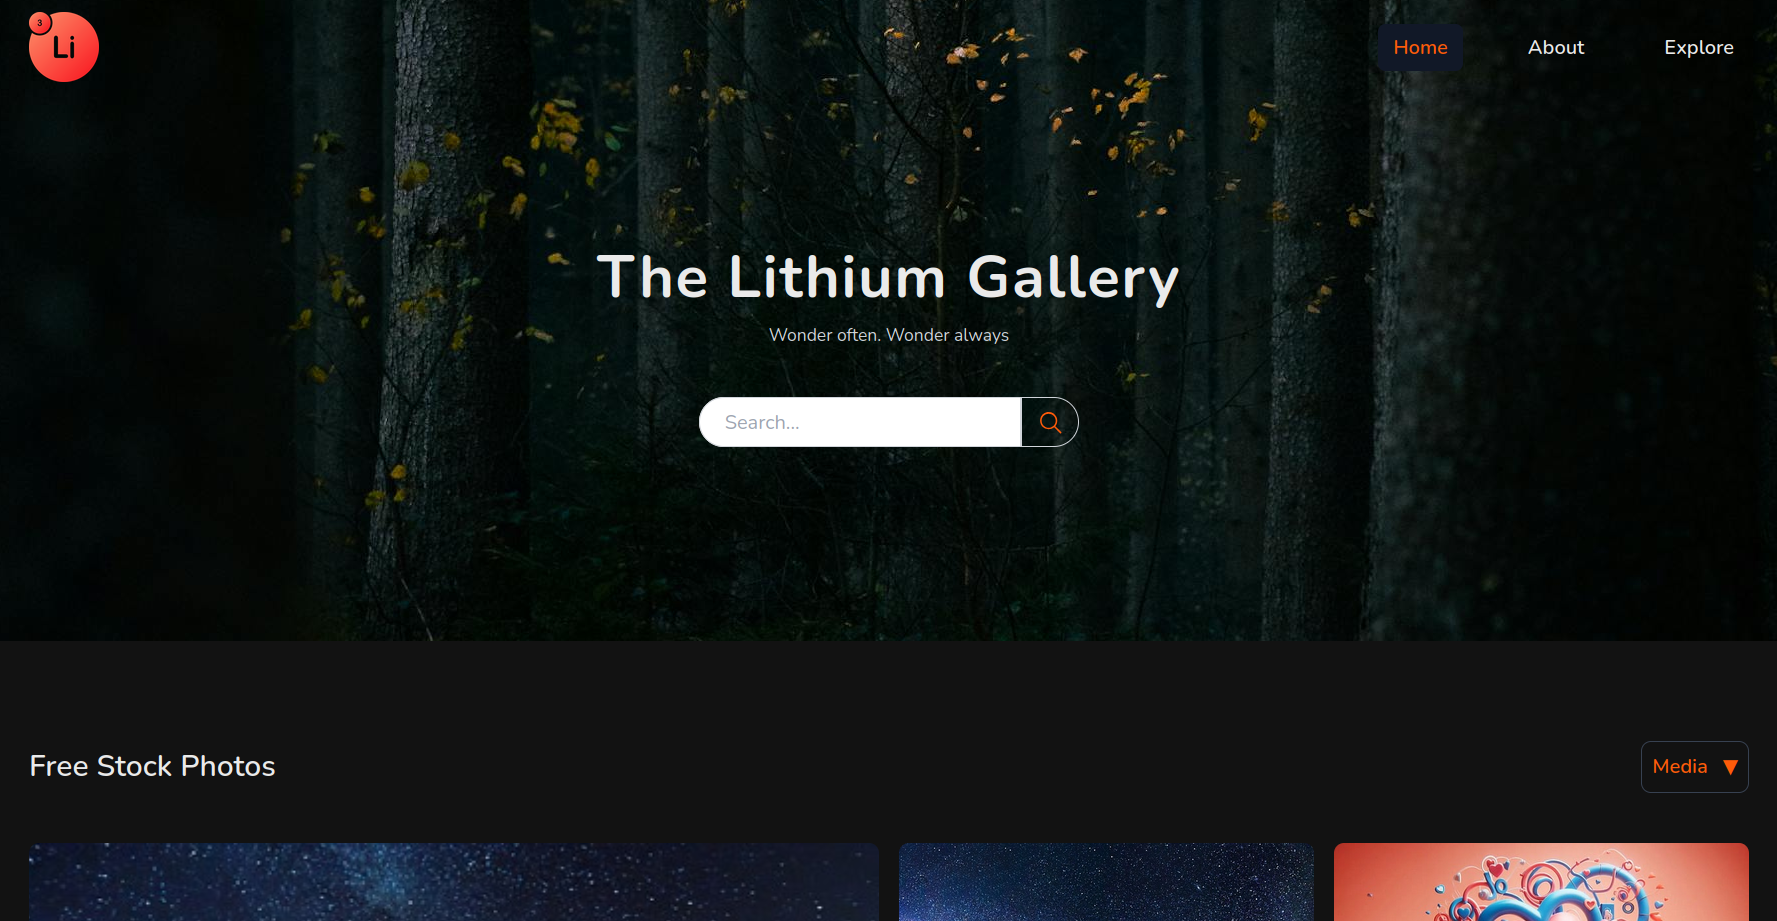 3
Li
Home About Explore
The Lithium Gallery
Wonder often. Wonder always
Search...
Free Stock Photos
Media